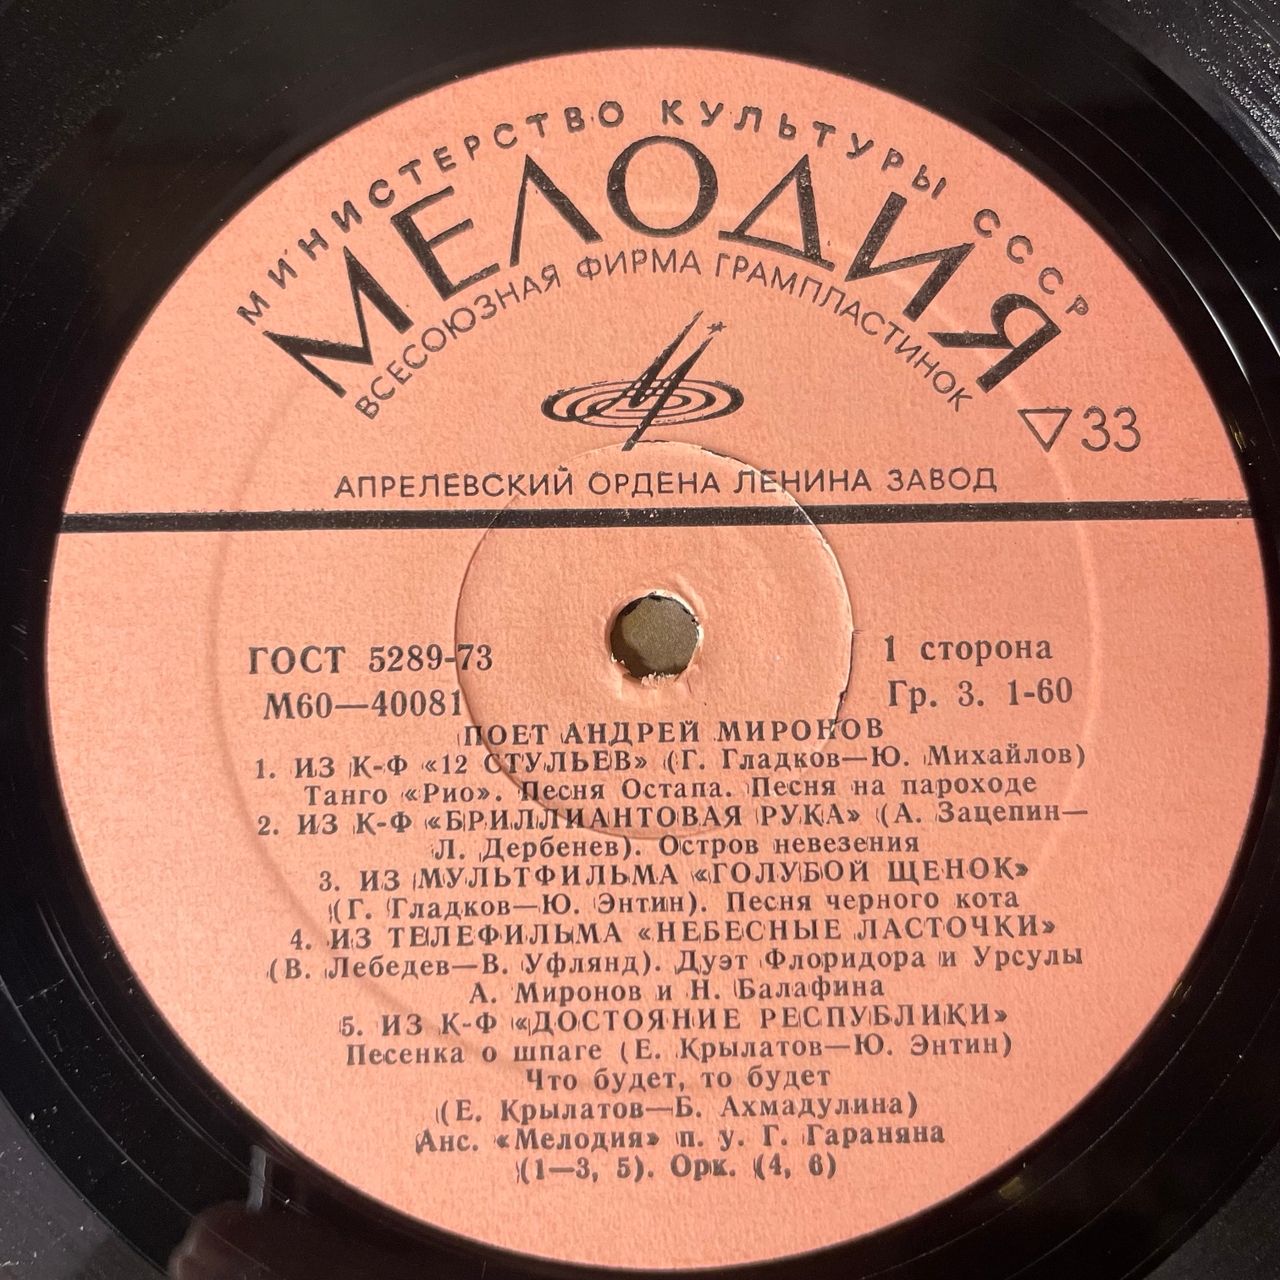 МИНИСТЕРСТВО КУЛЬТУРЫ СССР
МЕЛОДИЯ
ВСЕСОЮЗНАЯ ФИРМА ГРАМПЛАСТИНОК
33
АПРЕЛЕВСКИЙ ОРДЕНА ЛЕНИНА ЗАВОД
ГОСТ 5289-73
М60—40081
1 сторона
Гр. 3. 1-60
ПОЕТ АНДРЕЙ МИРОНОВ
1. ИЗ К-Ф «12 СТУЛЬЕВ» (Г. Гладков—Ю. Михайлов)
Танго «Рио». Песня Остапа. Песня на пароходе
2. ИЗ К-Ф «БРИЛЛИАНТОВАЯ РУКА» (А. Зацепин—
Л. Дербенев). Остров невезения
3. ИЗ МУЛЬТФИЛЬМА «ГОЛУБОЙ ЩЕНОК»
(Г. Гладков—Ю. Энтин). Песня черного кота
4. ИЗ ТЕЛЕФИЛЬМА «НЕБЕСНЫЕ ЛАСТОЧКИ»
(В. Лебедев—В. Уфлянд). Дуэт Флоридора и Урсулы
А. Миронов и Н. Балафина
5. ИЗ К-Ф «ДОСТОЯНИЕ РЕСПУБЛИКИ»
Песенка о шпаге (Е. Крылатов—Ю. Энтин)
Что будет, то будет
(Е. Крылатов—Б. Ахмадулина)
Анс. «Мелодия» п. у. Г. Гараняна
(1—3, 5). Орк. (4, 6)